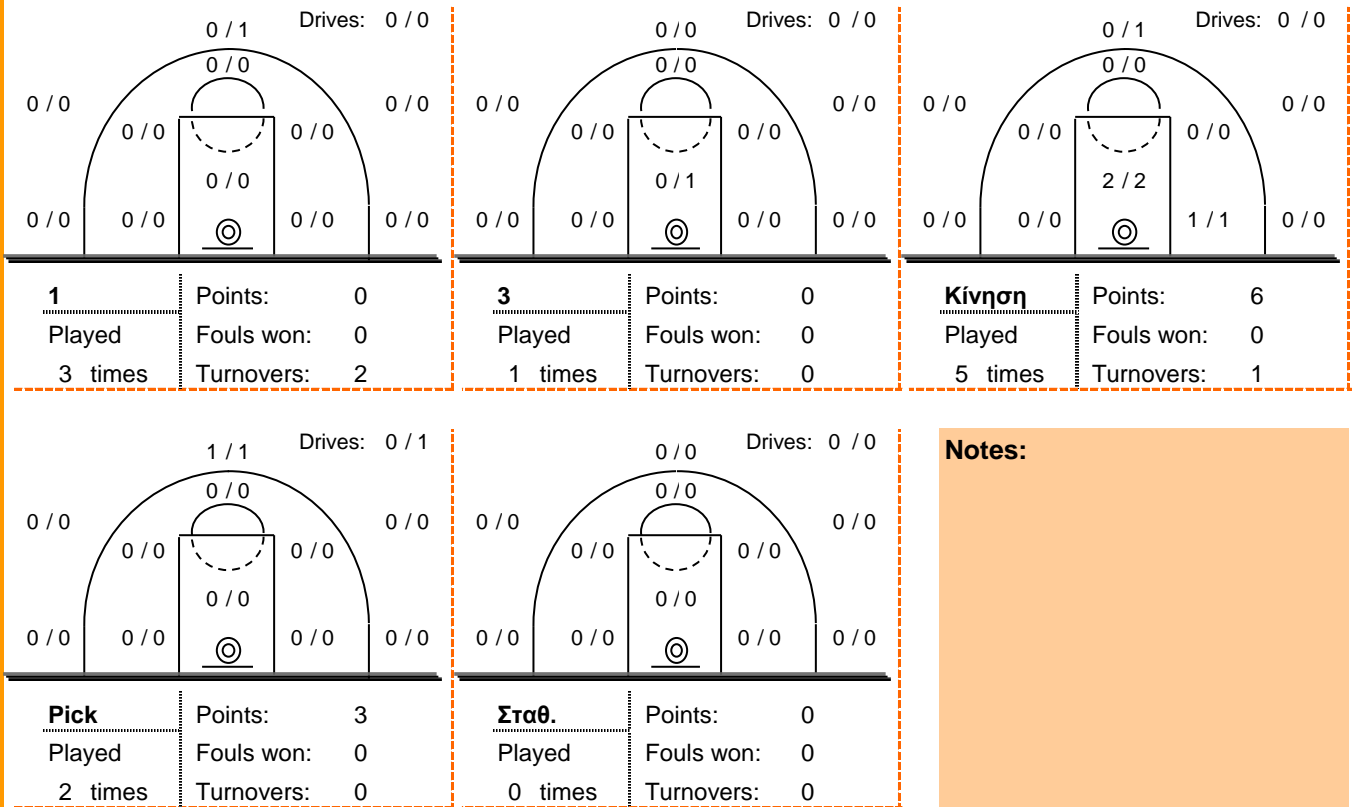 0 / 1 Drives: 0 / 0
0 / 0
0 / 0 0 / 0
0 / 0 0 / 0
0 / 0
0 / 0 0 / 0 0 / 0 0 / 0
1 Points: 0
Played Fouls won: 0
3 times Turnovers: 2
0 / 0 Drives: 0 / 0
0 / 0
0 / 0 0 / 0
0 / 0 0 / 0
0 / 1
0 / 0 0 / 0 0 / 0 0 / 0
3 Points: 0
Played Fouls won: 0
1 times Turnovers: 0
0 / 1 Drives: 0 / 0
0 / 0
0 / 0 0 / 0
0 / 0 0 / 0
2 / 2
0 / 0 0 / 0 1 / 1 0 / 0
Κίνηση Points: 6
Played Fouls won: 0
5 times Turnovers: 1
1 / 1 Drives: 0 / 1
0 / 0
0 / 0 0 / 0
0 / 0 0 / 0
0 / 0
0 / 0 0 / 0 0 / 0 0 / 0
Pick Points: 3
Played Fouls won: 0
2 times Turnovers: 0
0 / 0 Drives: 0 / 0
0 / 0
0 / 0 0 / 0
0 / 0 0 / 0
0 / 0
0 / 0 0 / 0 0 / 0 0 / 0
Σταθ. Points: 0
Played Fouls won: 0
0 times Turnovers: 0
Notes: